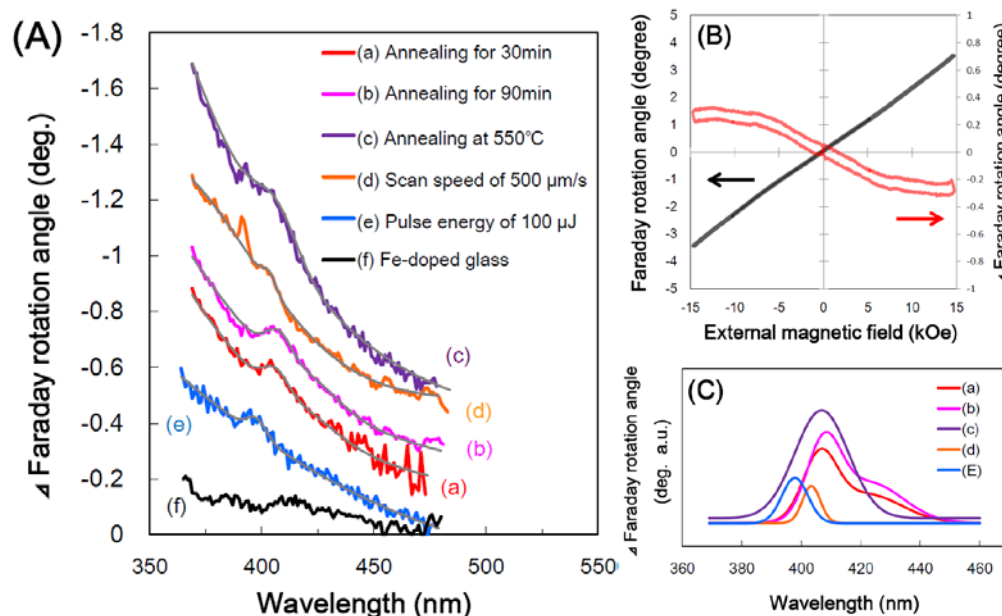 (A)
Δ Faraday rotation angle (deg.)
-1.8
-1.6
-1.4
-1.2
-1
-0.8
-0.6
-0.4
-0.2
0
350
400
450
500
550
Wavelength (nm)
(a) Annealing for 30min
(b) Annealing for 90min
(c) Annealing at 550℃
(d) Scan speed of 500 μm/s
(e) Pulse energy of 100 μJ
(f) Fe-doped glass
(c)
(d)
(e)
(b)
(a)
(f)
(B)
Faraday rotation angle (degree)
5
4
3
2
1
0
-1
-2
-3
-4
-5
-15
-10
-5
0
5
10
15
External magnetic field (kOe)
1
0.8
0.6
0.4
0.2
0
-0.2
-0.4
-0.6
-0.8
-1
Δ Faraday rotation angle (degree)
(C)
Δ Faraday rotation angle
(deg. a.u.)
(a)
(b)
(c)
(d)
(E)
360
380
400
420
440
460
Wavelength (nm)